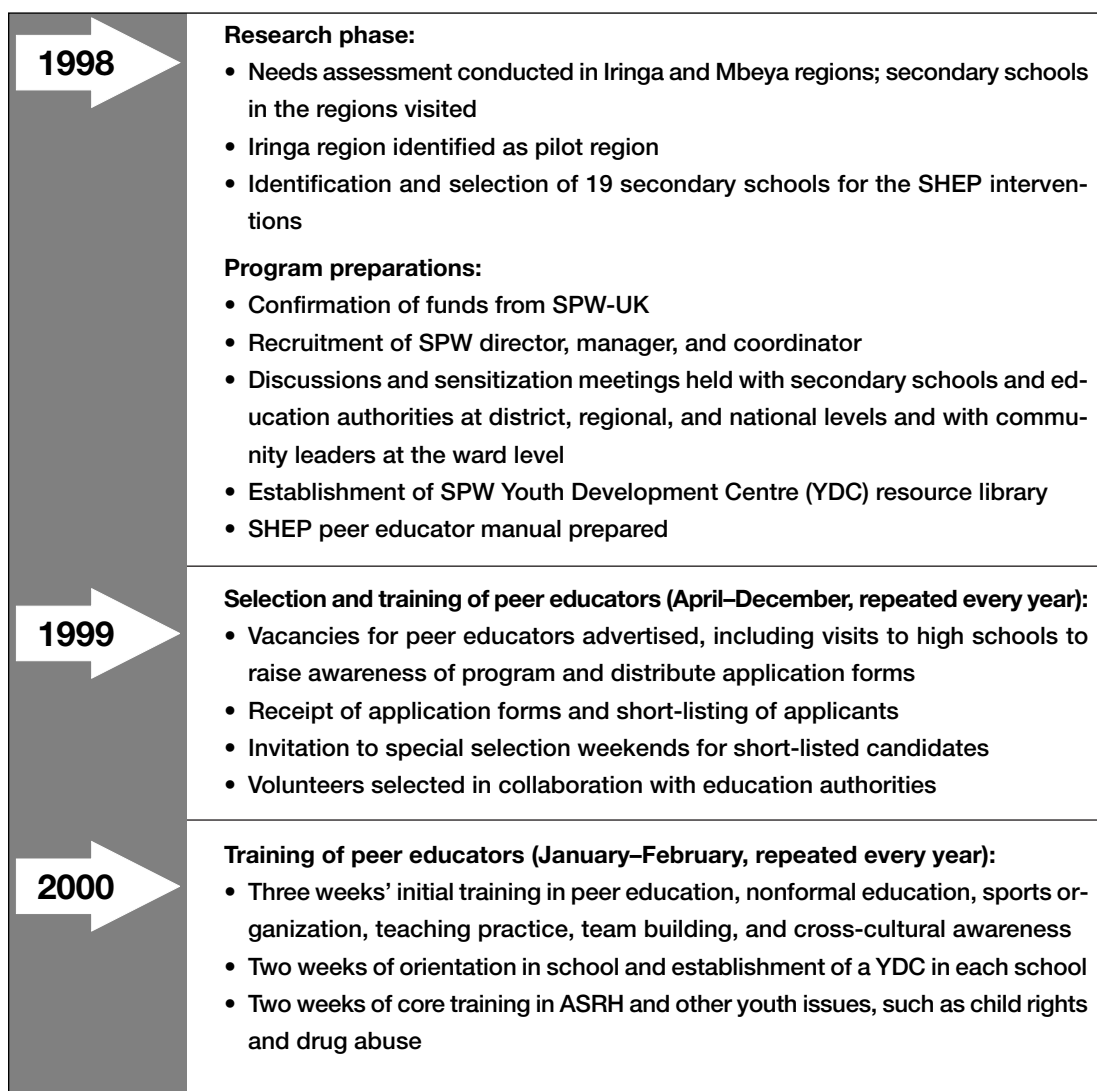 1998
Research phase:
• Needs assessment conducted in Iringa and Mbeya regions; secondary schools
in the regions visited
• Iringa region identified as pilot region
• Identification and selection of 19 secondary schools for the SHEP interven-
tions
Program preparations:
• Confirmation of funds from SPW-UK
• Recruitment of SPW director, manager, and coordinator
• Discussions and sensitization meetings held with secondary schools and ed-
ucation authorities at district, regional, and national levels and with commu-
nity leaders at the ward level
• Establishment of SPW Youth Development Centre (YDC) resource library
• SHEP peer educator manual prepared
1999
Selection and training of peer educators (April–December, repeated every year):
• Vacancies for peer educators advertised, including visits to high schools to
raise awareness of program and distribute application forms
• Receipt of application forms and short-listing of applicants
• Invitation to special selection weekends for short-listed candidates
• Volunteers selected in collaboration with education authorities
2000
Training of peer educators (January–February, repeated every year):
• Three weeks’ initial training in peer education, nonformal education, sports or-
ganization, teaching practice, team building, and cross-cultural awareness
• Two weeks of orientation in school and establishment of a YDC in each school
• Two weeks of core training in ASRH and other youth issues, such as child rights
and drug abuse